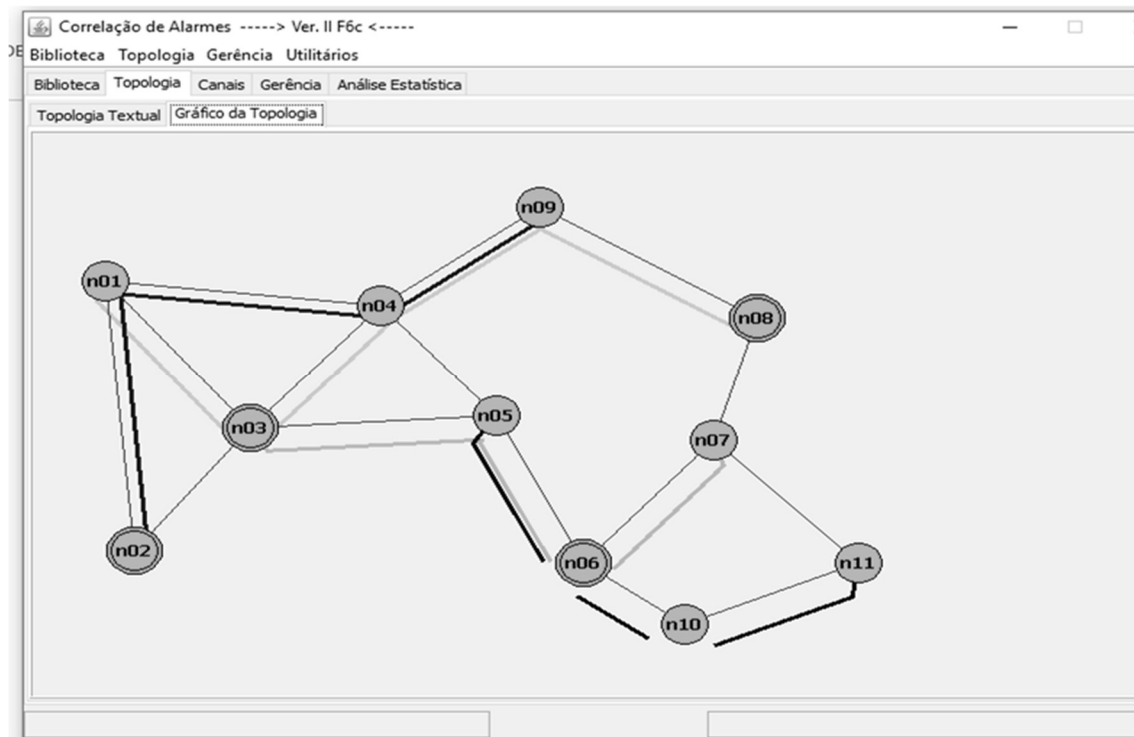 Correlação de Alarmes -----> Ver. II F6c <-----
DE
Biblioteca Topologia Gerência Utilitários
Biblioteca Topologia Canais Gerência Análise Estatística
Topologia Textual Gráfico da Topologia
n09
n01
n04
n08
n03
n05
n07
n02
n06
n11
n10